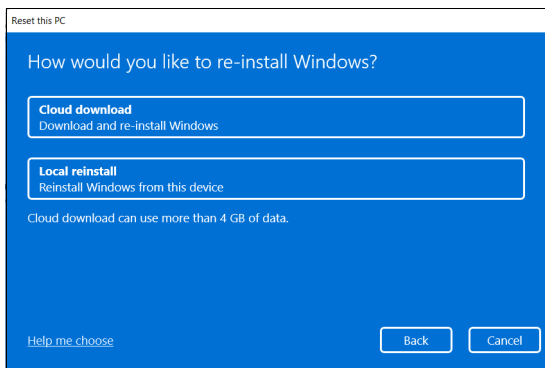 Reset this PC
How would you like to re-install Windows?
Cloud download
Download and re-install Windows
Local reinstall
Reinstall Windows from this device
Cloud download can use more than 4 GB of data.
Help me choose
Back
Cancel